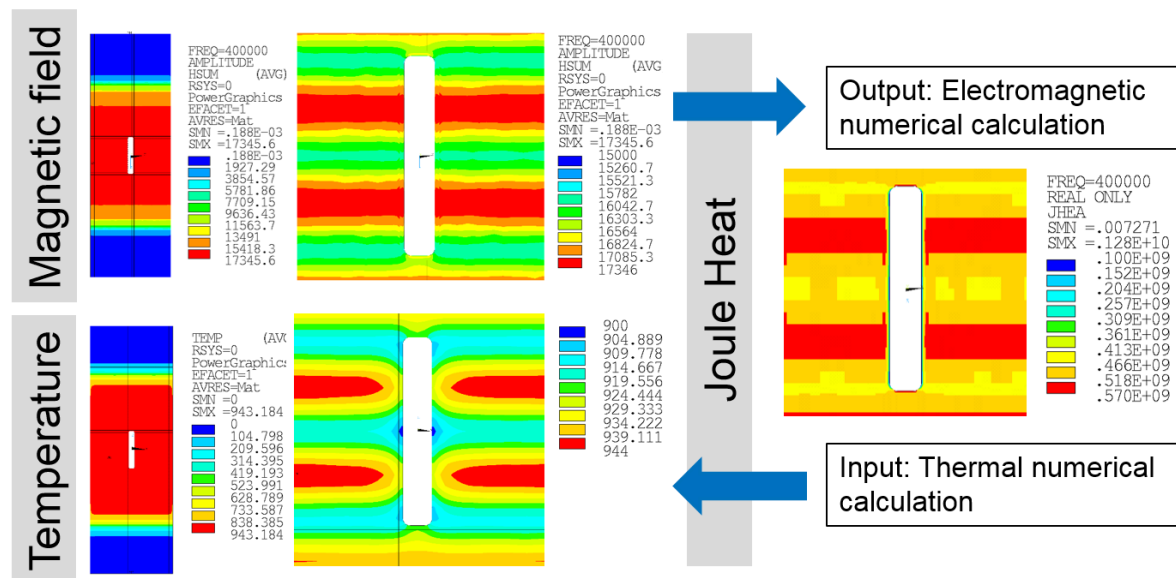 Magnetic field
FREQ=400000
AMPLITUDE
HSUM (AVG)
RSYS=0
PowerGraphics
EFACET=1
AVRES=Mat
SMN =.188E-03
SMX =17345.6
.188E-03
1927.29
3854.57
5781.86
7709.15
9636.43
11563.7
13491
15418.3
17345.6
FREQ=400000
AMPLITUDE
HSUM (AVG
RSYS=0
PowerGraphics
EFACET=1
AVRES=Mat
SMN =.188E-03
SMX =17345.6
15000
15260.7
15521.3
15782
16042.7
16303.3
16564
16824.7
17085.3
17346
Temperature
TEMP (AVG
RSYS=0
PowerGraphics
EFACET=1
AVRES=Mat
SMN =0
SMX =943.184
0
104.798
209.596
314.395
419.193
523.991
628.789
733.587
838.385
943.184
900
904.889
909.778
914.667
919.556
924.444
929.333
934.222
939.111
944
Joule Heat
Output: Electromagnetic
numerical calculation
FREQ=400000
REAL ONLY
JHEA
SMN =.007271
SMX =.128E+10
.100E+09
.152E+09
.204E+09
.257E+09
.309E+09
.361E+09
.413E+09
.466E+09
.518E+09
.570E+09
Input: Thermal numerical
calculation